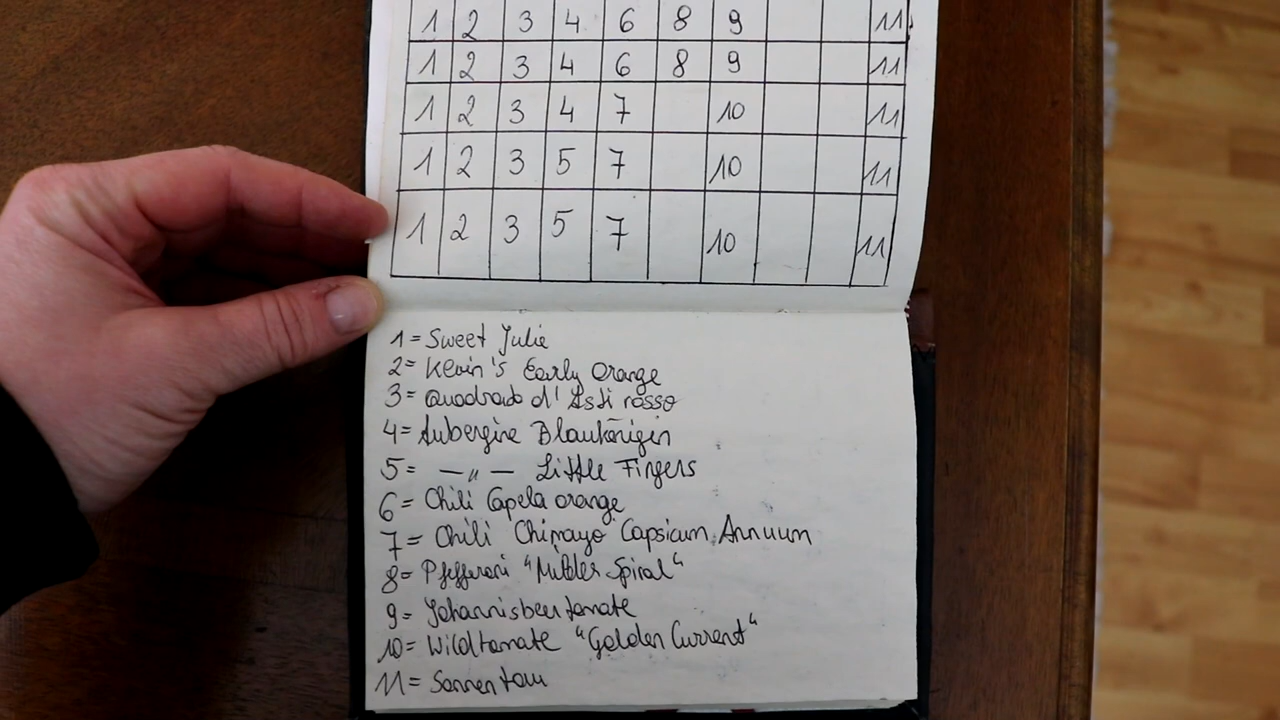 1 2 3 4 6 8 9 11
1 2 3 4 6 8 9 11
1 2 3 4 7 10 11
1 2 3 5 7 10 11
1 2 3 5 7 10 11
1 = Sweet Julie
2 = Kevin's Early Orange
3 = Quadrato d'Asti rosso
4 = Aubergine Blaukönigin
5 = — " — Little Fingers
6 = Chili Capela orange
7 = Chili Chimayo Capsicum Annuum
8 = Pfefferoni "Milder Spiral"
9 = Johannisbeertomate
10 = Wildtomate "Golden Current"
11 = Sonnentau